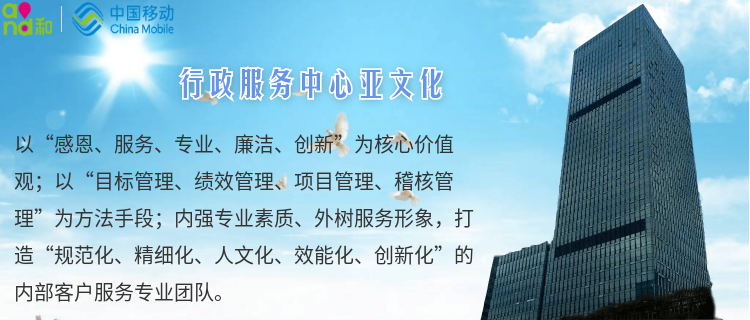 and和 中国移动
China Mobile
行政服务中心亚文化
以“感恩、服务、专业、廉洁、创新”为核心价值
观；以“目标管理、绩效管理、项目管理、稽核管
理”为方法手段；内强专业素质、外树服务形象，打
造“规范化、精细化、人文化、效能化、创新化”的
内部客户服务专业团队。